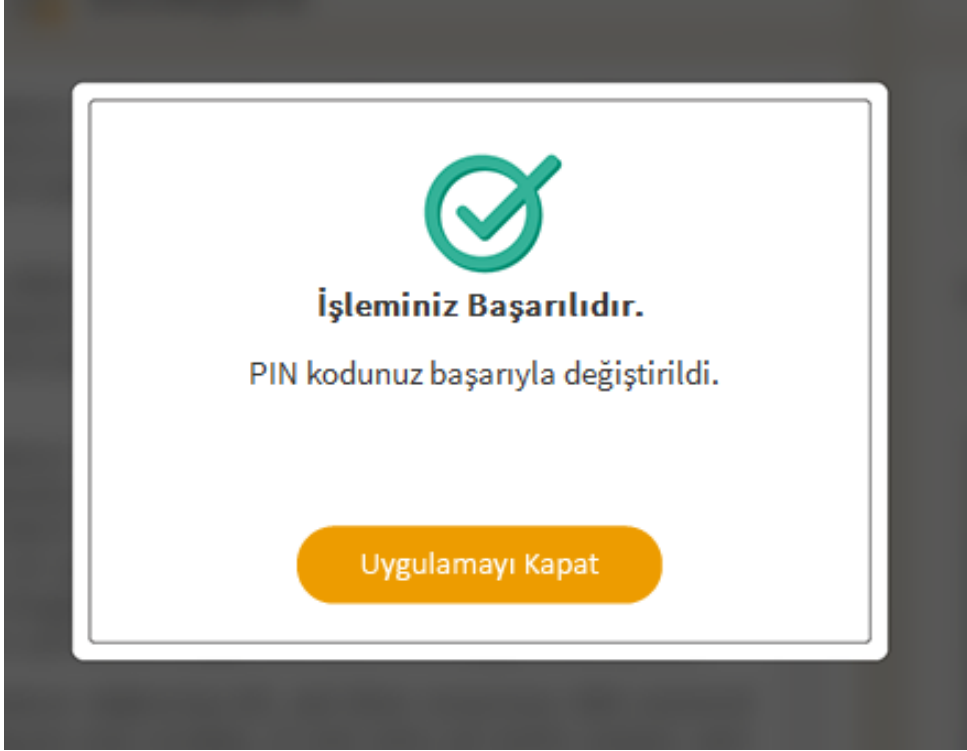 İşleminiz Başarılıdır.
PIN kodunuz başarıyla değiştirildi.
Uygulamayı Kapat